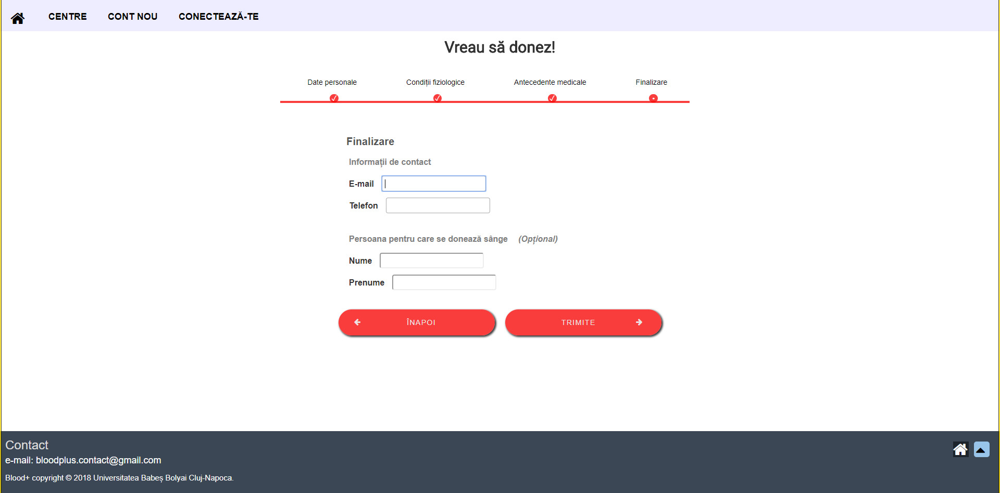 CENTRE CONT NOU CONECTEAZĂ-TE
Vreau să donez!
Date personale Condiții fiziologice Antecedente medicale Finalizare
Finalizare
Informații de contact
E-mail
Telefon
Persoana pentru care se donează sânge (Opțional)
Nume
Prenume
ÎNAPOI TRIMITE
Contact
e-mail: bloodplus.contact@gmail.com
Blood+ copyright © 2018 Universitatea Babeș Bolyai Cluj-Napoca.